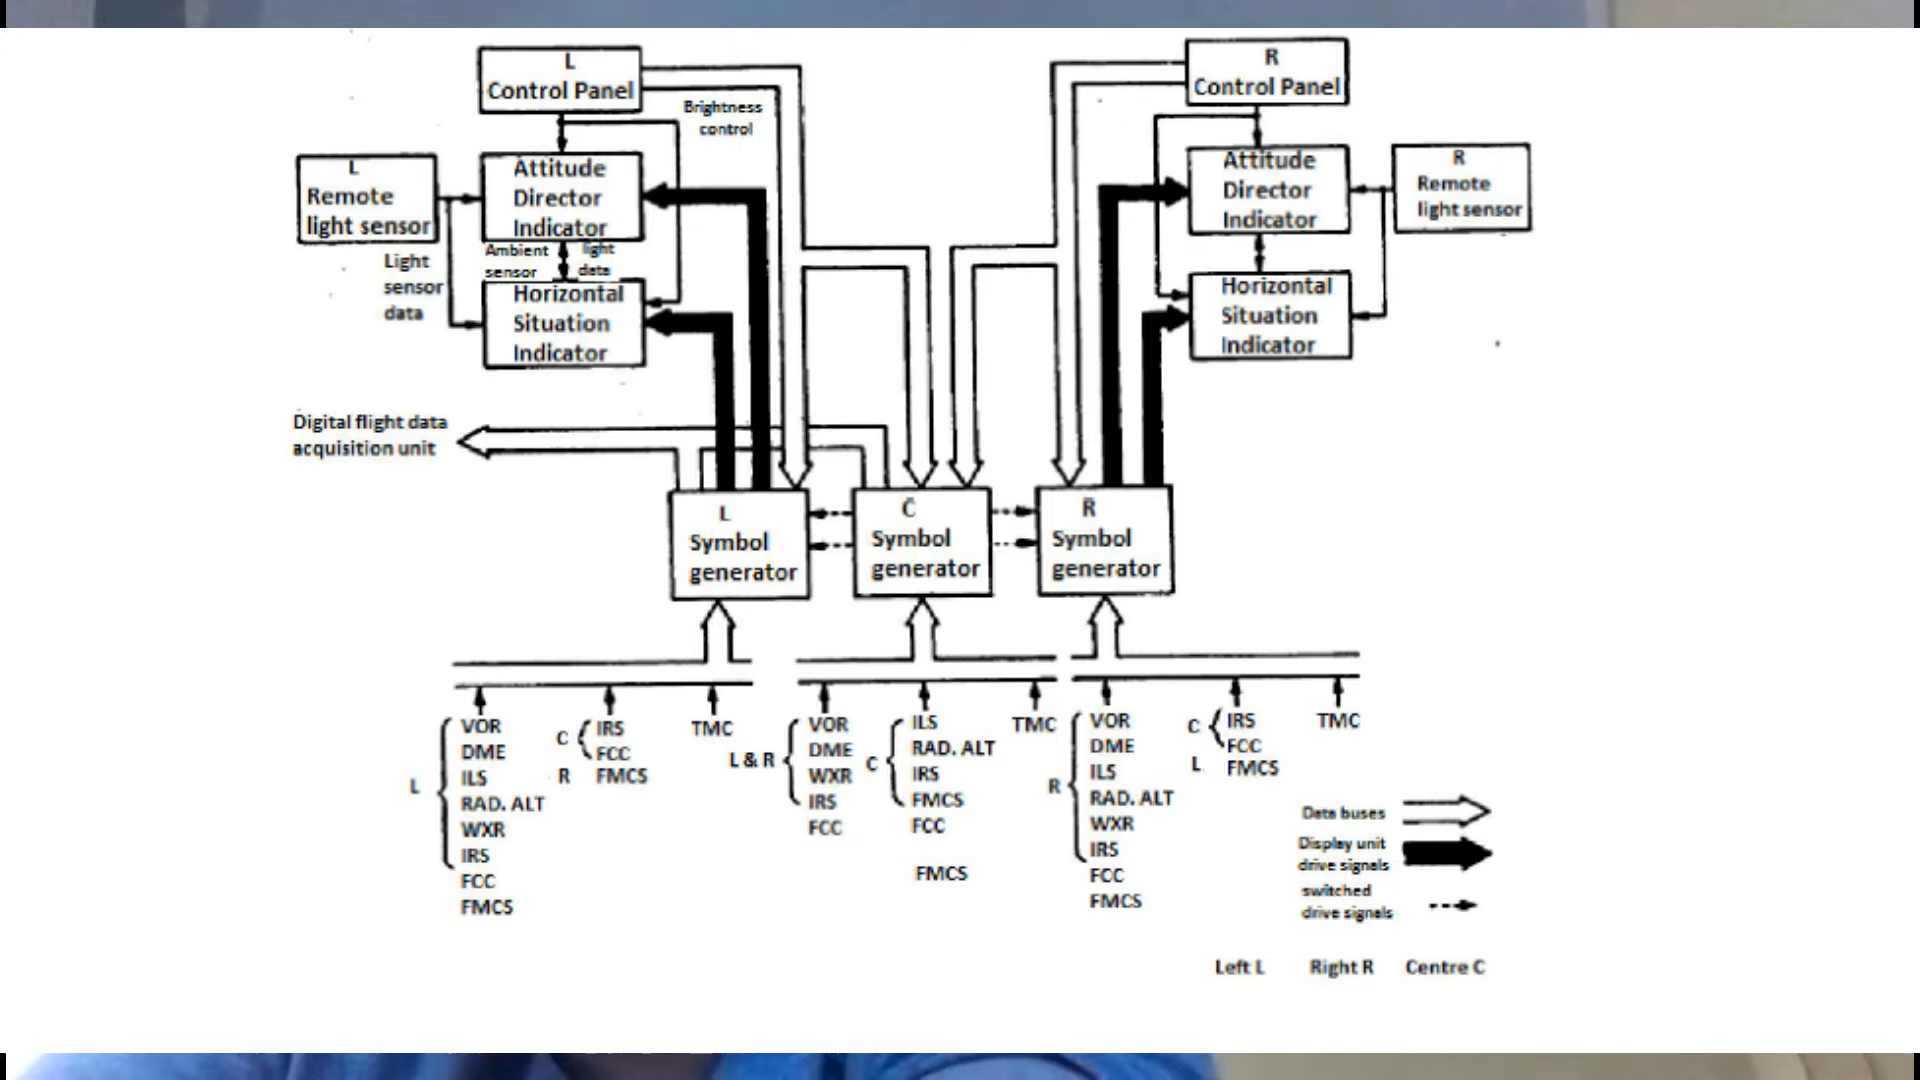 L
Control Panel
R
Control Panel
Brightness
control
L
Remote
light sensor
Attitude
Director
Indicator
Attitude
Director
Indicator
R
Remote
light sensor
Ambient light
sensor data
Light
sensor
data
Horizontal
Situation
Indicator
Horizontal
Situation
Indicator
Digital flight data
acquisition unit
L
Symbol
generator
C
Symbol
generator
R
Symbol
generator
L
VOR
DME
ILS
RAD. ALT
WXR
IRS
FCC
FMCS
C
IRS
FCC
R FMCS
TMC
L & R
VOR
DME
WXR
IRS
FCC
C
ILS
RAD. ALT
IRS
FMCS
FCC
FMCS
TMC
R
VOR
DME
ILS
RAD. ALT
WXR
IRS
FCC
FMCS
C
IRS
FCC
L FMCS
TMC
Data buses
Display unit
drive signals
switched
drive signals
Left L Right R Centre C